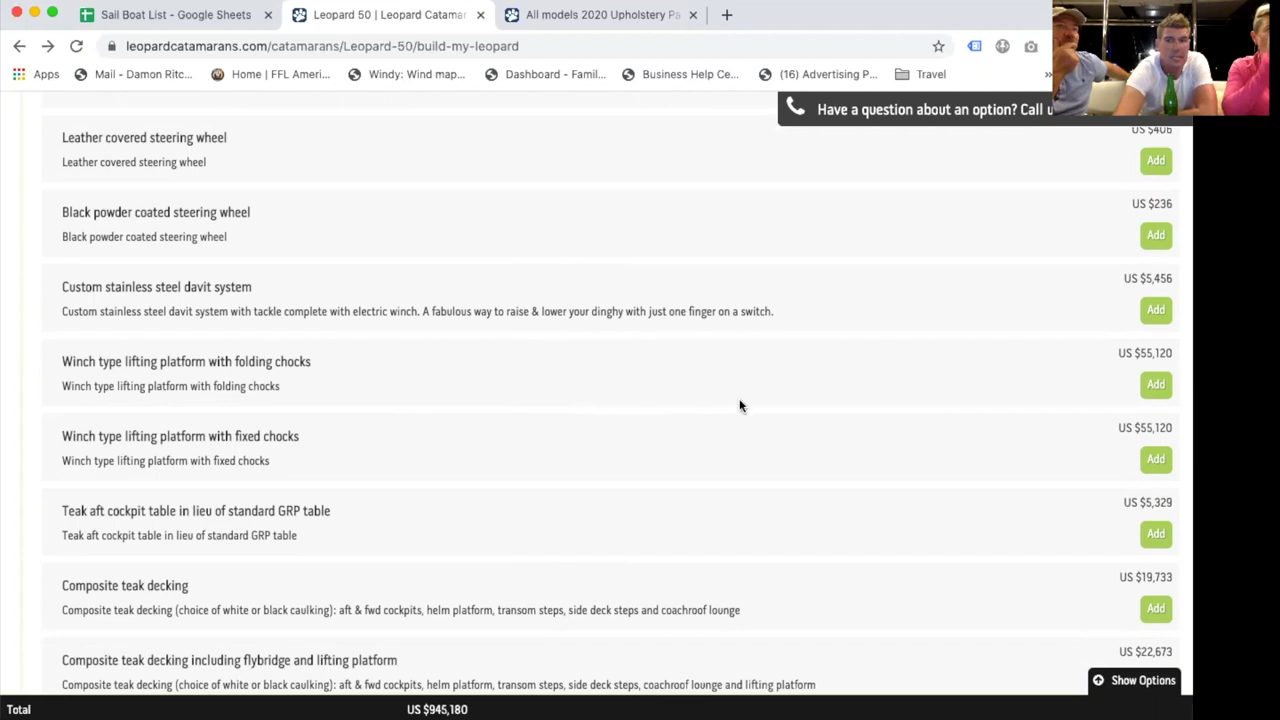 Sail Boat List - Google Sheets
Leopard 50 | Leopard Catamar
All models 2020 Upholstery Pa
leopardcatamarans.com/catamarans/Leopard-50/build-my-leopard
Apps
Mail - Damon Ritc...
Home | FFL Ameri...
Windy: Wind map...
Dashboard - Famil...
Business Help Ce...
(16) Advertising P...
Travel
»
Have a question about an option? Call u
Leather covered steering wheel
US $406
Leather covered steering wheel
Add
Black powder coated steering wheel
US $236
Black powder coated steering wheel
Add
Custom stainless steel davit system
US $5,456
Custom stainless steel davit system with tackle complete with electric winch. A fabulous way to raise & lower your dinghy with just one finger on a switch.
Add
Winch type lifting platform with folding chocks
US $55,120
Winch type lifting platform with folding chocks
Add
Winch type lifting platform with fixed chocks
US $55,120
Winch type lifting platform with fixed chocks
Add
Teak aft cockpit table in lieu of standard GRP table
US $5,329
Teak aft cockpit table in lieu of standard GRP table
Add
Composite teak decking
US $19,733
Composite teak decking (choice of white or black caulking): aft & fwd cockpits, helm platform, transom steps, side deck steps and coachroof lounge
Add
Composite teak decking including flybridge and lifting platform
US $22,673
Composite teak decking (choice of white or black caulking): aft & fwd cockpits, helm platform, transom steps, side deck steps, coachroof lounge and lifting platform
Show Options
Total
US $945,180